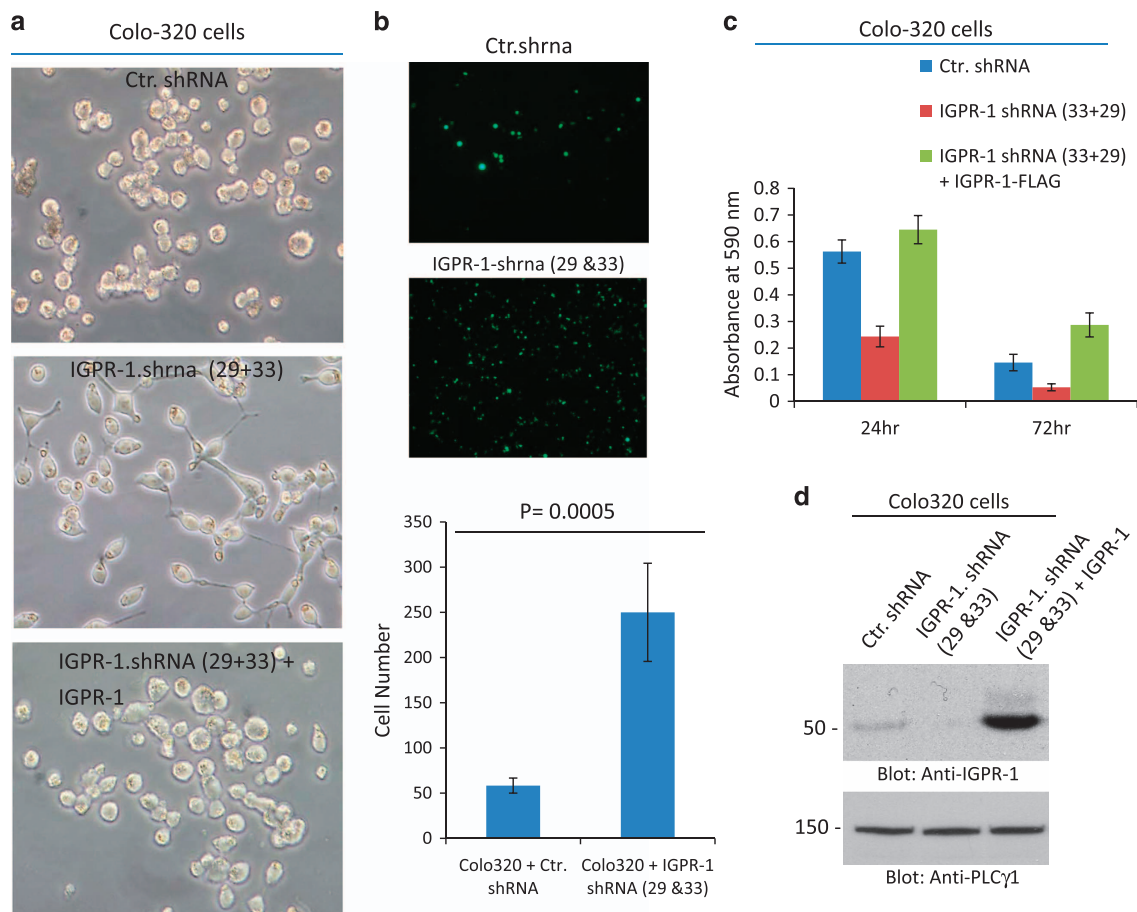 a
Colo-320 cells
Ctr. shRNA
IGPR-1.shrna (29+33)
IGPR-1.shRNA (29+33) +
IGPR-1
b
Ctr.shrna
IGPR-1-shrna (29 &33)
P= 0.0005
350
300
250
200
150
100
50
0
Cell Number
Colo320 + Ctr.
shRNA
Colo320 + IGPR-1
shRNA (29 &33)
c
Colo-320 cells
Ctr. shRNA
IGPR-1 shRNA (33+29)
IGPR-1 shRNA (33+29)
+ IGPR-1-FLAG
0.8
0.7
0.6
0.5
0.4
0.3
0.2
0.1
0
Absorbance at 590 nm
24hr
72hr
d
Colo320 cells
Ctr. shRNA
IGPR-1. shRNA
(29 &33)
IGPR-1. shRNA
(29 &33) + IGPR-1
50 -
Blot: Anti-IGPR-1
150 -
Blot: Anti-PLCγ1